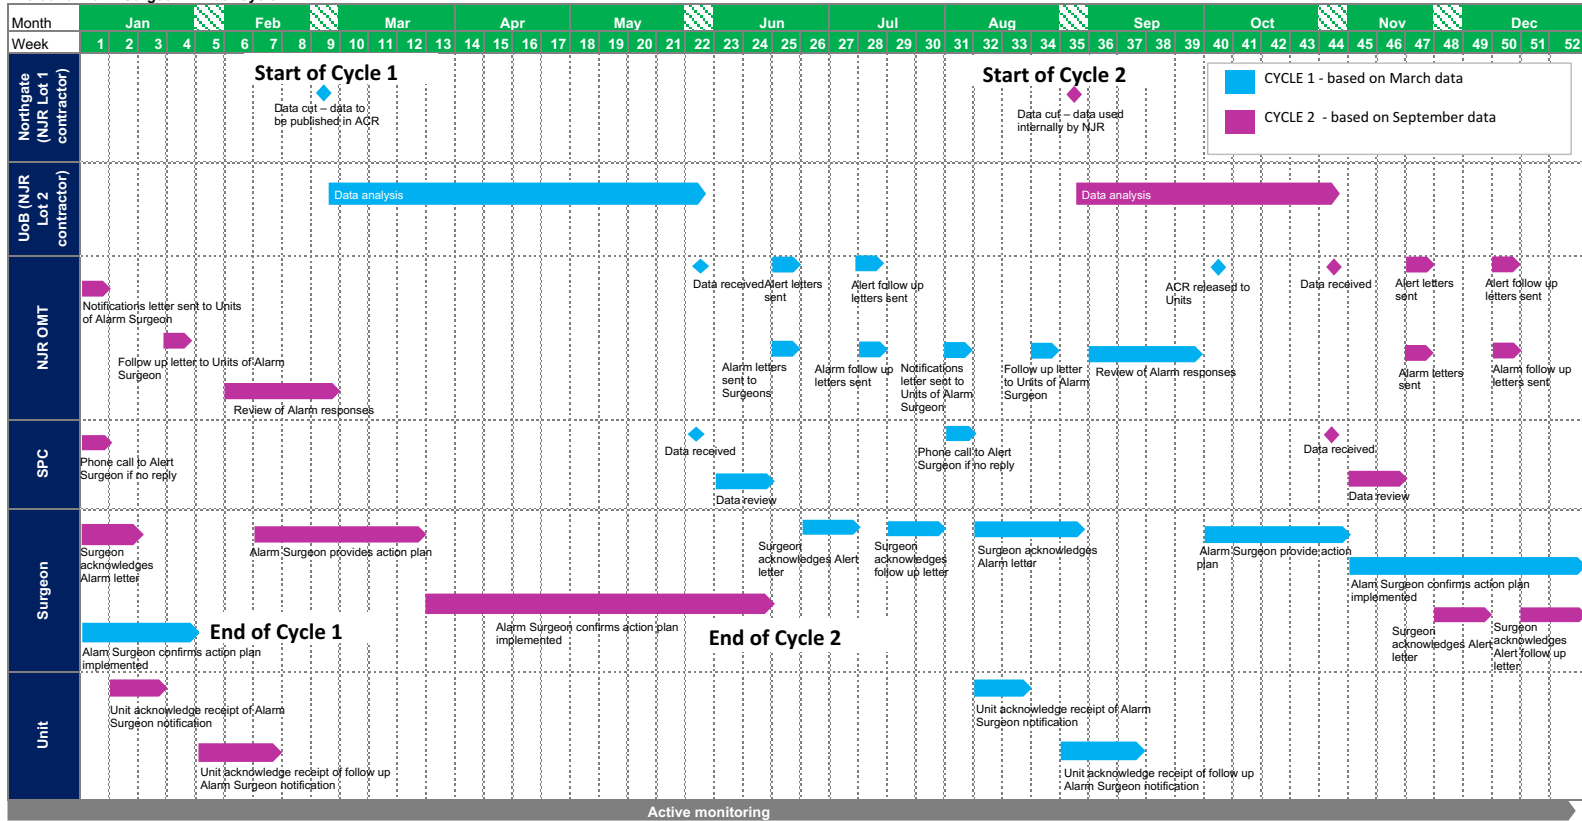 Month Jan Feb Mar Apr May Jun Jul Aug Sep Oct Nov Dec
Week 1 2 3 4 5 6 7 8 9 10 11 12 13 14 15 16 17 18 19 20 21 22 23 24 25 26 27 28 29 30 31 32 33 34 35 36 37 38 39 40 41 42 43 44 45 46 47 48 49 50 51 52
Northgate
(NJR Lot 1
contractor)
Start of Cycle 1
Data cut – data to
be published in ACR
Start of Cycle 2
Data cut – data used
internally by NJR
CYCLE 1 - based on March data
CYCLE 2 - based on September data
UoB (NJR
Lot 2
contractor)
Data analysis
Data analysis
NJR OMT
Notifications letter sent to Units
of Alarm Surgeon
Follow up letter to Units of Alarm
Surgeon
Review of Alarm responses
Data received
Alert letters
sent
Alert follow up
letters sent
ACR released to
Units
Data received
Alert letters
sent
Alert follow up
letters sent
Alarm letters
sent to
Surgeons
Alarm follow up
letters sent
Notifications
letter sent to
Units of Alarm
Surgeon
Follow up letter
to Units of Alarm
Surgeon
Review of Alarm responses
Alarm letters
sent
Alarm follow up
letters sent
SPC
Phone call to Alert
Surgeon if no reply
Data received
Data review
Phone call to Alert
Surgeon if no reply
Data received
Data review
Surgeon
Surgeon
acknowledges
Alarm letter
Alarm Surgeon provides action plan
Surgeon
acknowledges Alert
letter
Surgeon
acknowledges
follow up letter
Surgeon acknowledges
Alarm letter
Alarm Surgeon provide action
plan
Alam Surgeon confirms action plan
implemented
Alarm Surgeon confirms action plan
implemented
End of Cycle 1
End of Cycle 2
Alam Surgeon confirms action plan
implemented
Surgeon
acknowledges Alert
letter
Surgeon
acknowledges
Alert follow up
letter
Unit
Unit acknowledge receipt of Alarm
Surgeon notification
Unit acknowledge receipt of follow up
Alarm Surgeon notification
Unit acknowledge receipt of Alarm
Surgeon notification
Unit acknowledge receipt of follow up
Alarm Surgeon notification
Active monitoring